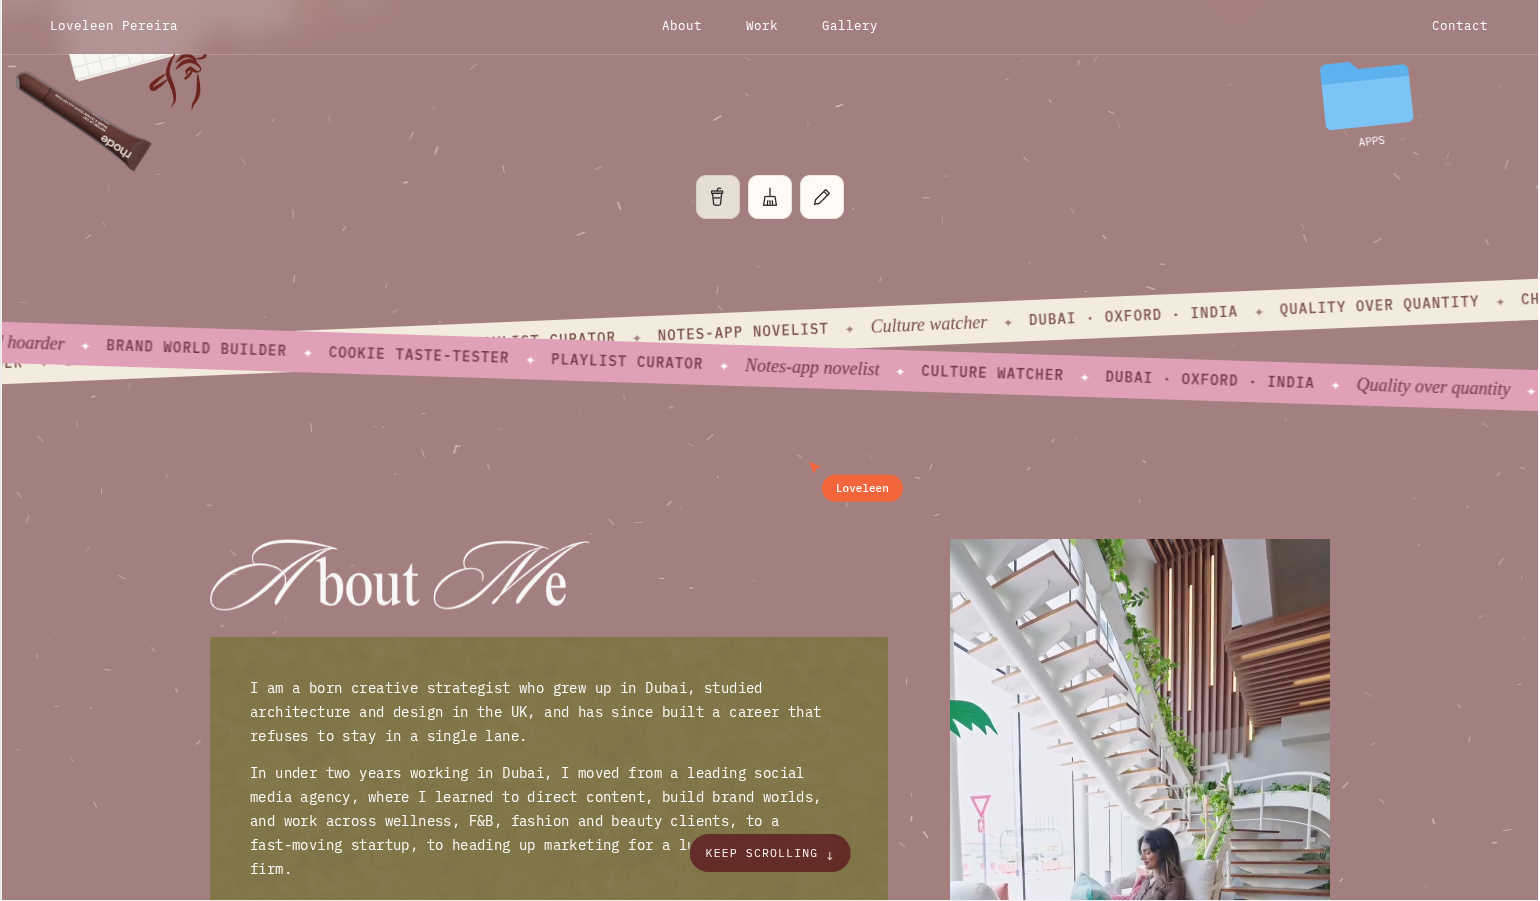 Loveleen Pereira
About
Work
Gallery
Contact
rhode
APPS
NOTES-APP NOVELIST ✦ Culture watcher ✦ DUBAI · OXFORD · INDIA ✦ QUALITY OVER QUANTITY ✦
hoarder ✦ BRAND WORLD BUILDER ✦ COOKIE TASTE-TESTER ✦ PLAYLIST CURATOR ✦ Notes-app novelist ✦ CULTURE WATCHER ✦ DUBAI · OXFORD · INDIA ✦ Quality over quantity ✦
Loveleen
About Me
I am a born creative strategist who grew up in Dubai, studied
architecture and design in the UK, and has since built a career that
refuses to stay in a single lane.
In under two years working in Dubai, I moved from a leading social
media agency, where I learned to direct content, build brand worlds,
and work across wellness, F&B, fashion and beauty clients, to a
fast-moving startup, to heading up marketing for a
firm.
KEEP SCROLLING ↓